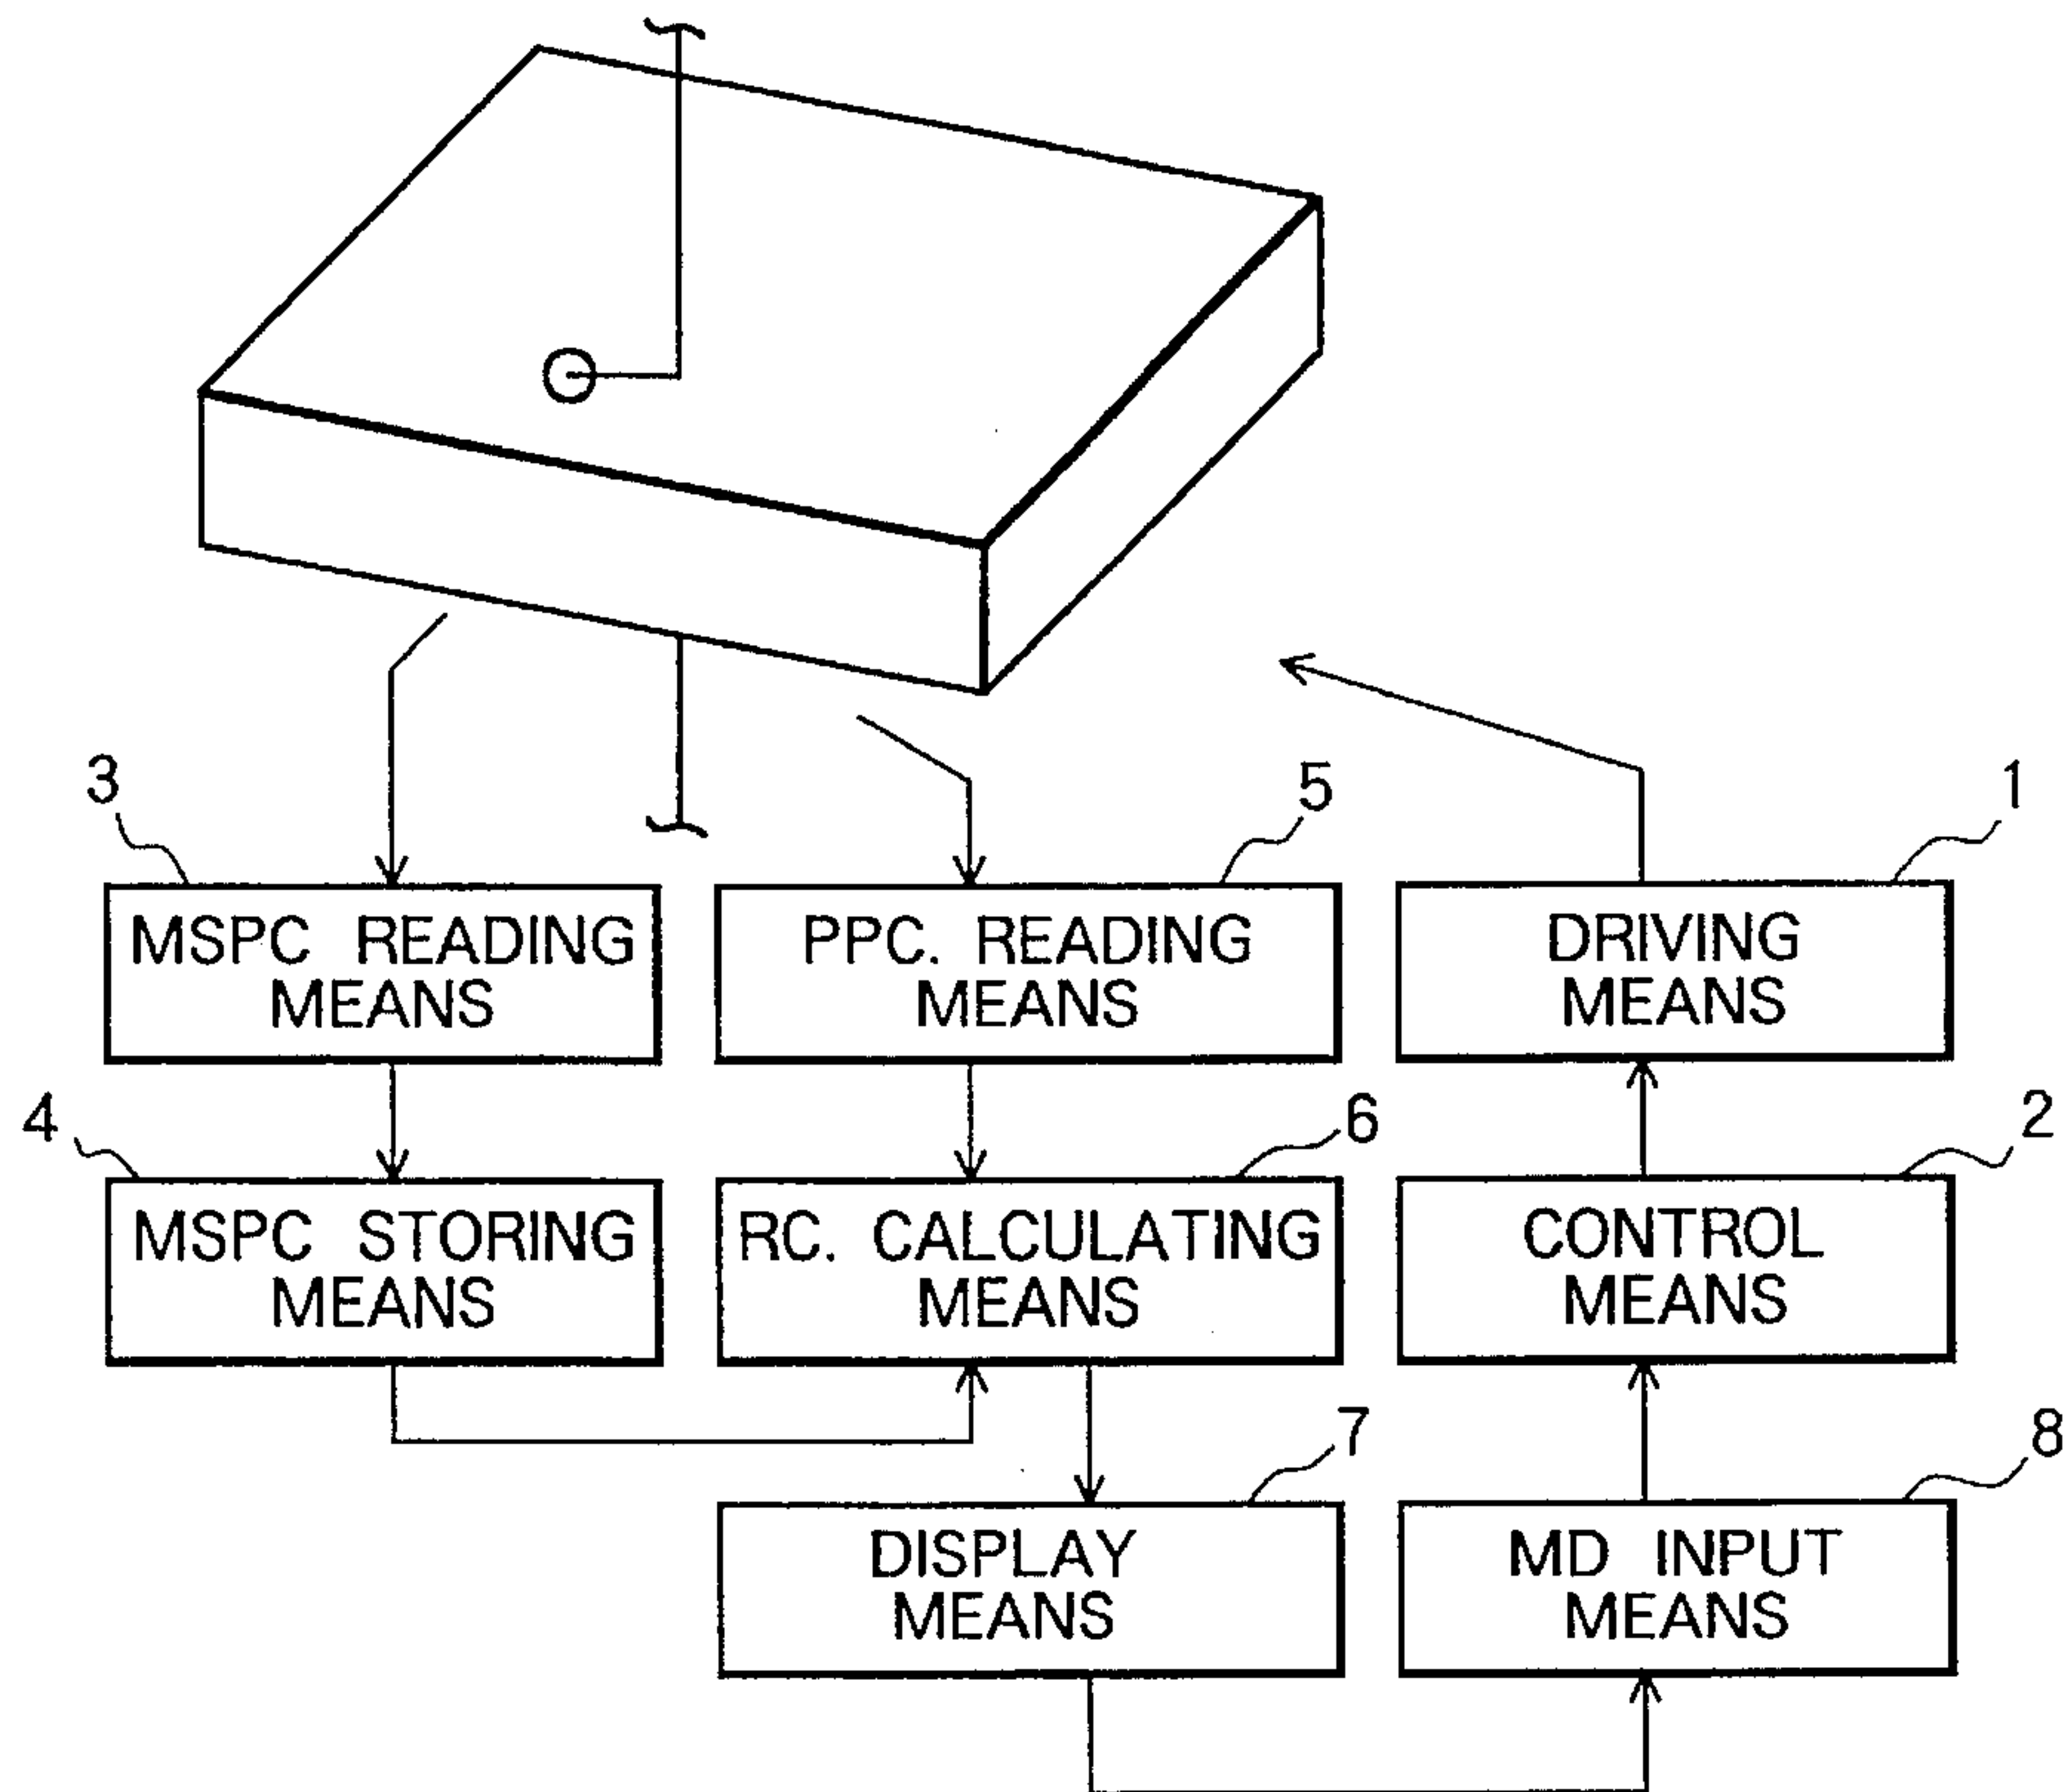 3
5
1
MSPC READING
MEANS
PPC. READING
MEANS
DRIVING
MEANS
4
6
2
MSPC STORING
MEANS
RC. CALCULATING
MEANS
CONTROL
MEANS
7
8
DISPLAY
MEANS
MD INPUT
MEANS